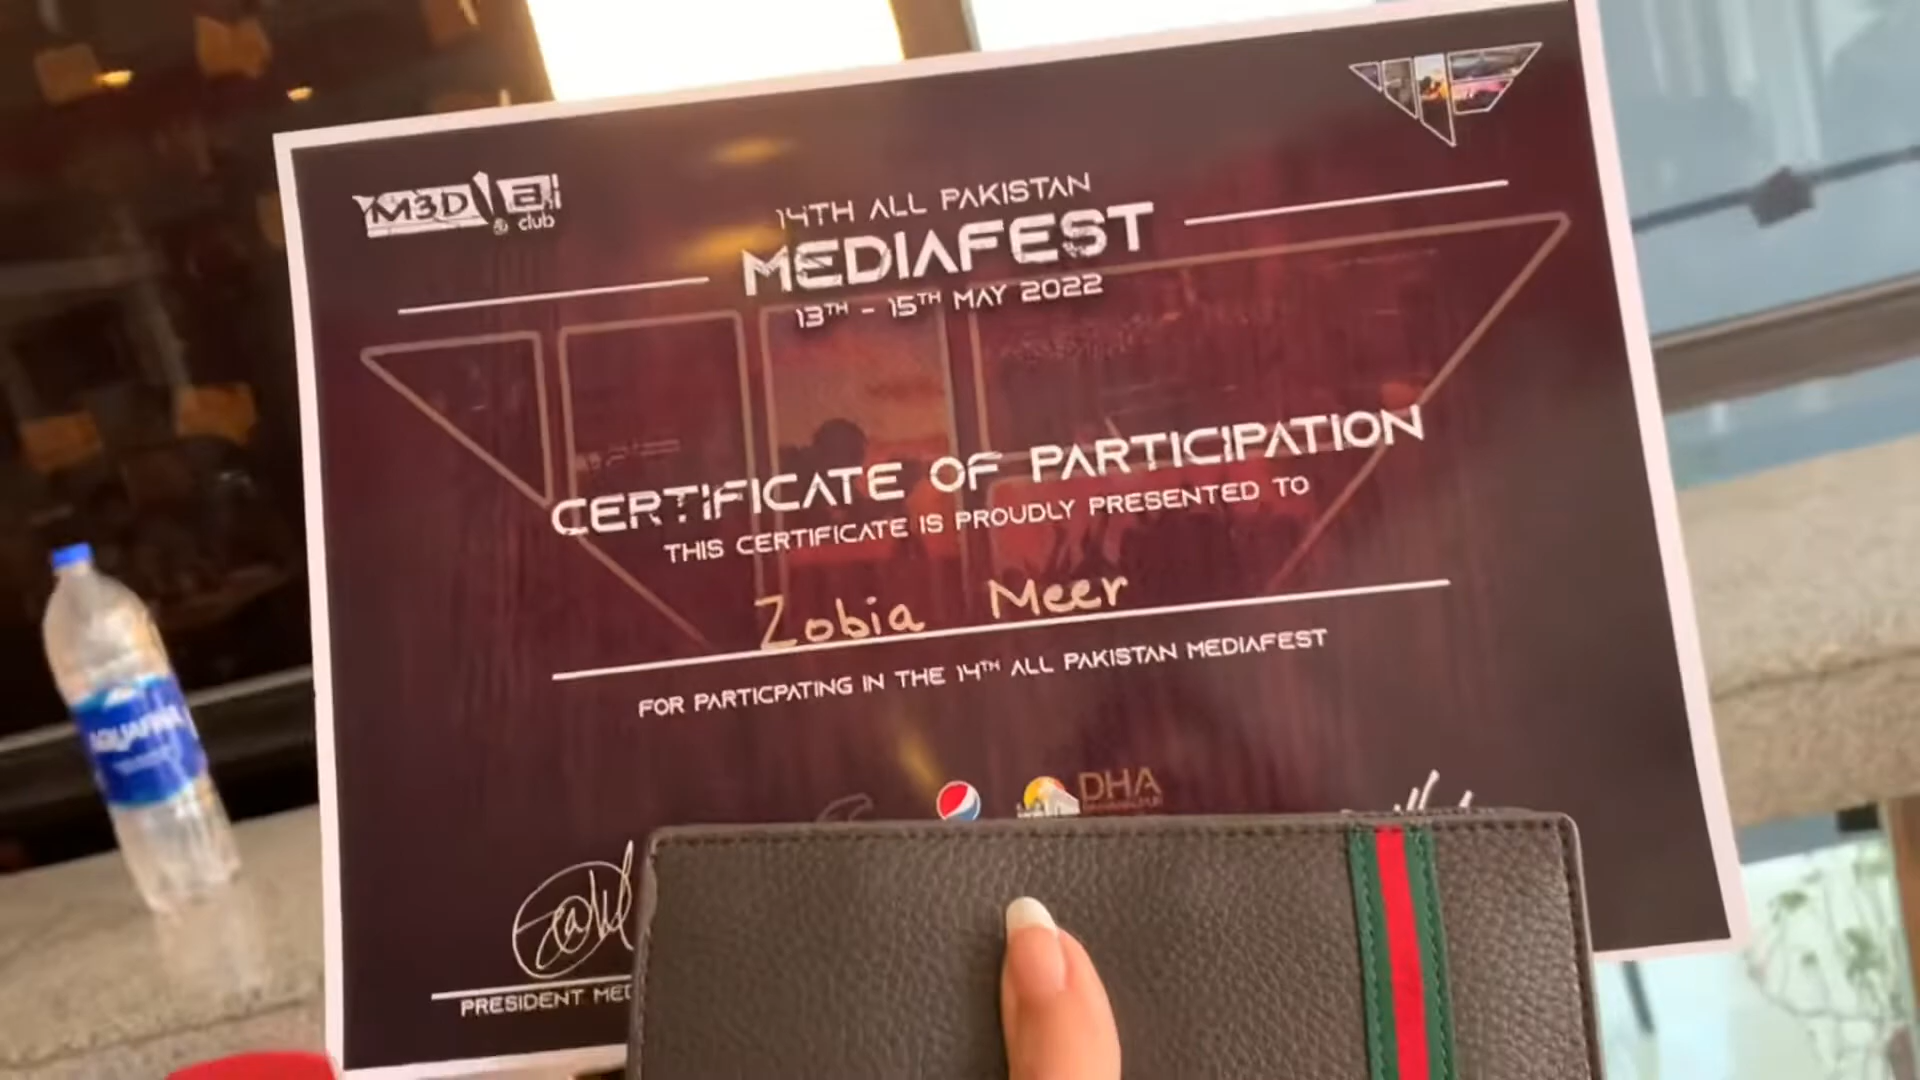 M3DIa!
& club
14TH ALL PAKISTAN
MEDIAFEST
13TH - 15TH MAY 2022
CERTIFICATE OF PARTICIPATION
THIS CERTIFICATE IS PROUDLY PRESENTED TO
Zobia Meer
FOR PARTICPATING IN THE 14TH ALL PAKISTAN MEDIAFEST
DHA
AQUAFINA
PRESIDENT